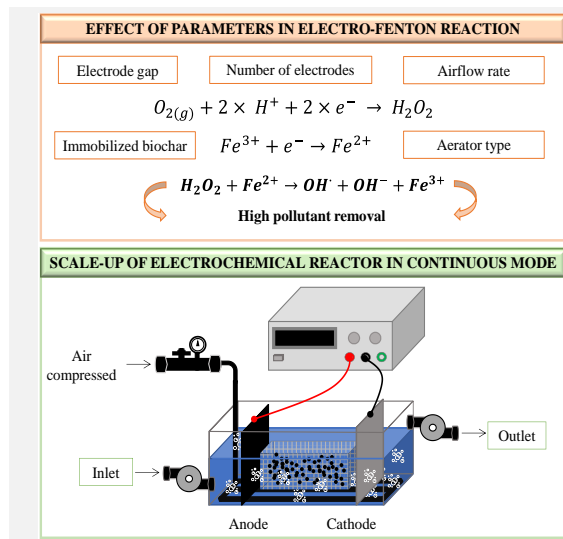 EFFECT OF PARAMETERS IN ELECTRO-FENTON REACTION
Electrode gap
Number of electrodes
Airflow rate
O₂₍g₎ + 2 × H⁺ + 2 × e⁻ → H₂O₂
Immobilized biochar
Fe³⁺ + e⁻ → Fe²⁺
Aerator type
H₂O₂ + Fe²⁺ → OH˙ + OH⁻ + Fe³⁺
High pollutant removal
SCALE-UP OF ELECTROCHEMICAL REACTOR IN CONTINUOUS MODE
Air
compressed
Outlet
Inlet
Anode
Cathode